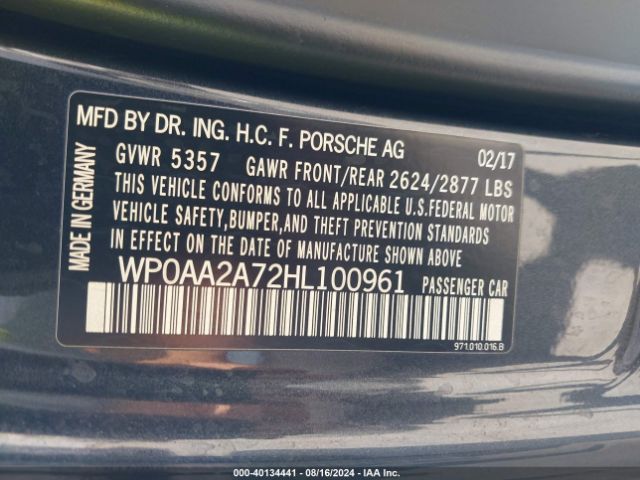 MFD BY DR. ING. H.C. F. PORSCHE AG 02/17
GVWR 5357 GAWR FRONT/REAR 2624/2877 LBS
THIS VEHICLE CONFORMS TO ALL APPLICABLE U.S.FEDERAL MOTOR
VEHICLE SAFETY,BUMPER,AND THEFT PREVENTION STANDARDS
IN EFFECT ON THE DATE OF MANUFACTURE SHOWN ABOVE
WP0AA2A72HL100961 PASSENGER CAR
971.010.016.B
MADE IN GERMANY
000-40134441 - 08/16/2024 - IAA Inc.